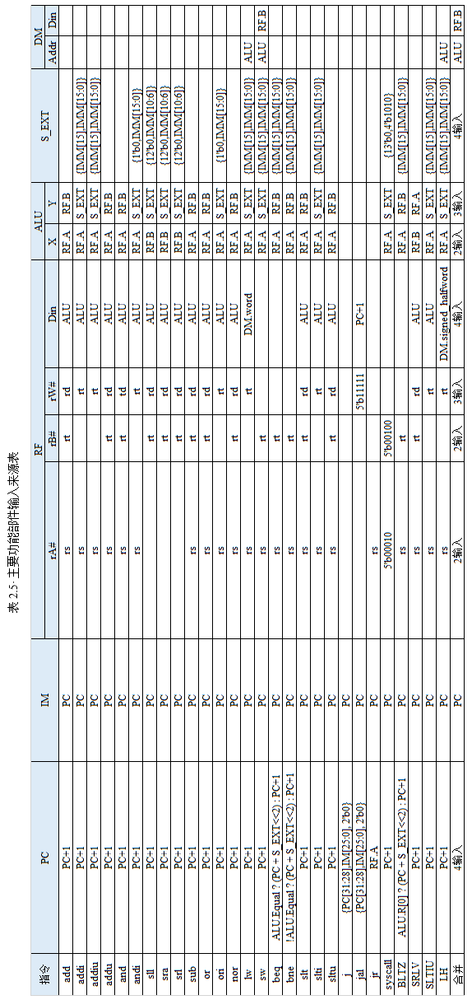 表 2.5- 主要功能部件输入来源表
指令 PC IM RF ALU S_EXT DM
rA# rB# rW# Din X Y Addr Din
add PC+1 PC rs rt rd ALU RF.A RF.B
addi PC+1 PC rs rt ALU RF.A S_EXT {IMM[15],IMM[15:0]}
addiu PC+1 PC rs rt ALU RF.A S_EXT {IMM[15],IMM[15:0]}
addu PC+1 PC rs rt rd ALU RF.A RF.B
and PC+1 PC rs rt td ALU RF.A RF.B
andi PC+1 PC rs rt ALU RF.A S_EXT {1'b0,IMM[15:0]}
sll PC+1 PC rt rd ALU RF.B S_EXT {12'b0,IMM[10:6]}
sra PC+1 PC rt rd ALU RF.B S_EXT {12'b0,IMM[10:6]}
srl PC+1 PC rt rd ALU RF.B S_EXT {12'b0,IMM[10:6]}
sub PC+1 PC rs rt rd ALU RF.A RF.B
or PC+1 PC rs rt rd ALU RF.A RF.B
ori PC+1 PC rs rt ALU RF.A S_EXT {1'b0,IMM[15:0]}
nor PC+1 PC rs rt rd ALU RF.A RF.B
lw PC+1 PC rs rt DM.word RF.A S_EXT {IMM[15],IMM[15:0]} ALU
sw PC+1 PC rs rt RF.A S_EXT {IMM[15],IMM[15:0]} ALU RF.B
beq ALU.Equal ? (PC + S_EXT<<2) : PC+1 PC rs rt RF.A RF.B {IMM[15],IMM[15:0]}
bne !ALU.Equal ? (PC + S_EXT<<2) : PC+1 PC rs rt RF.A RF.B {IMM[15],IMM[15:0]}
slt PC+1 PC rs rt rd ALU RF.A RF.B
slti PC+1 PC rs rt ALU RF.A S_EXT {IMM[15],IMM[15:0]}
sltu PC+1 PC rs rt rd ALU RF.A RF.B
j {PC[31:28],IM[25:0], 2'b0} PC
jal {PC[31:28],IM[25:0], 2'b0} PC 5'b11111 PC+1
jr RF.A PC rs
syscall PC+1 PC 5'b00010 5'b00100 RF.A S_EXT {13'b0,4'b1010}
BLTZ ALU.R[0] ? (PC + S_EXT<<2) : PC+1 PC rs rt RF.A RF.B {IMM[15],IMM[15:0]}
SRLV PC+1 PC rs rt rd ALU RF.B RF.A
SLTIU PC+1 PC rs rt ALU RF.A S_EXT {IMM[15],IMM[15:0]}
LH PC+1 PC rs rt DM.signed_halfword RF.A S_EXT {IMM[15],IMM[15:0]} ALU
合并 4输入 PC 2输入 2输入 3输入 4输入 2输入 3输入 4输入 ALU RF.B